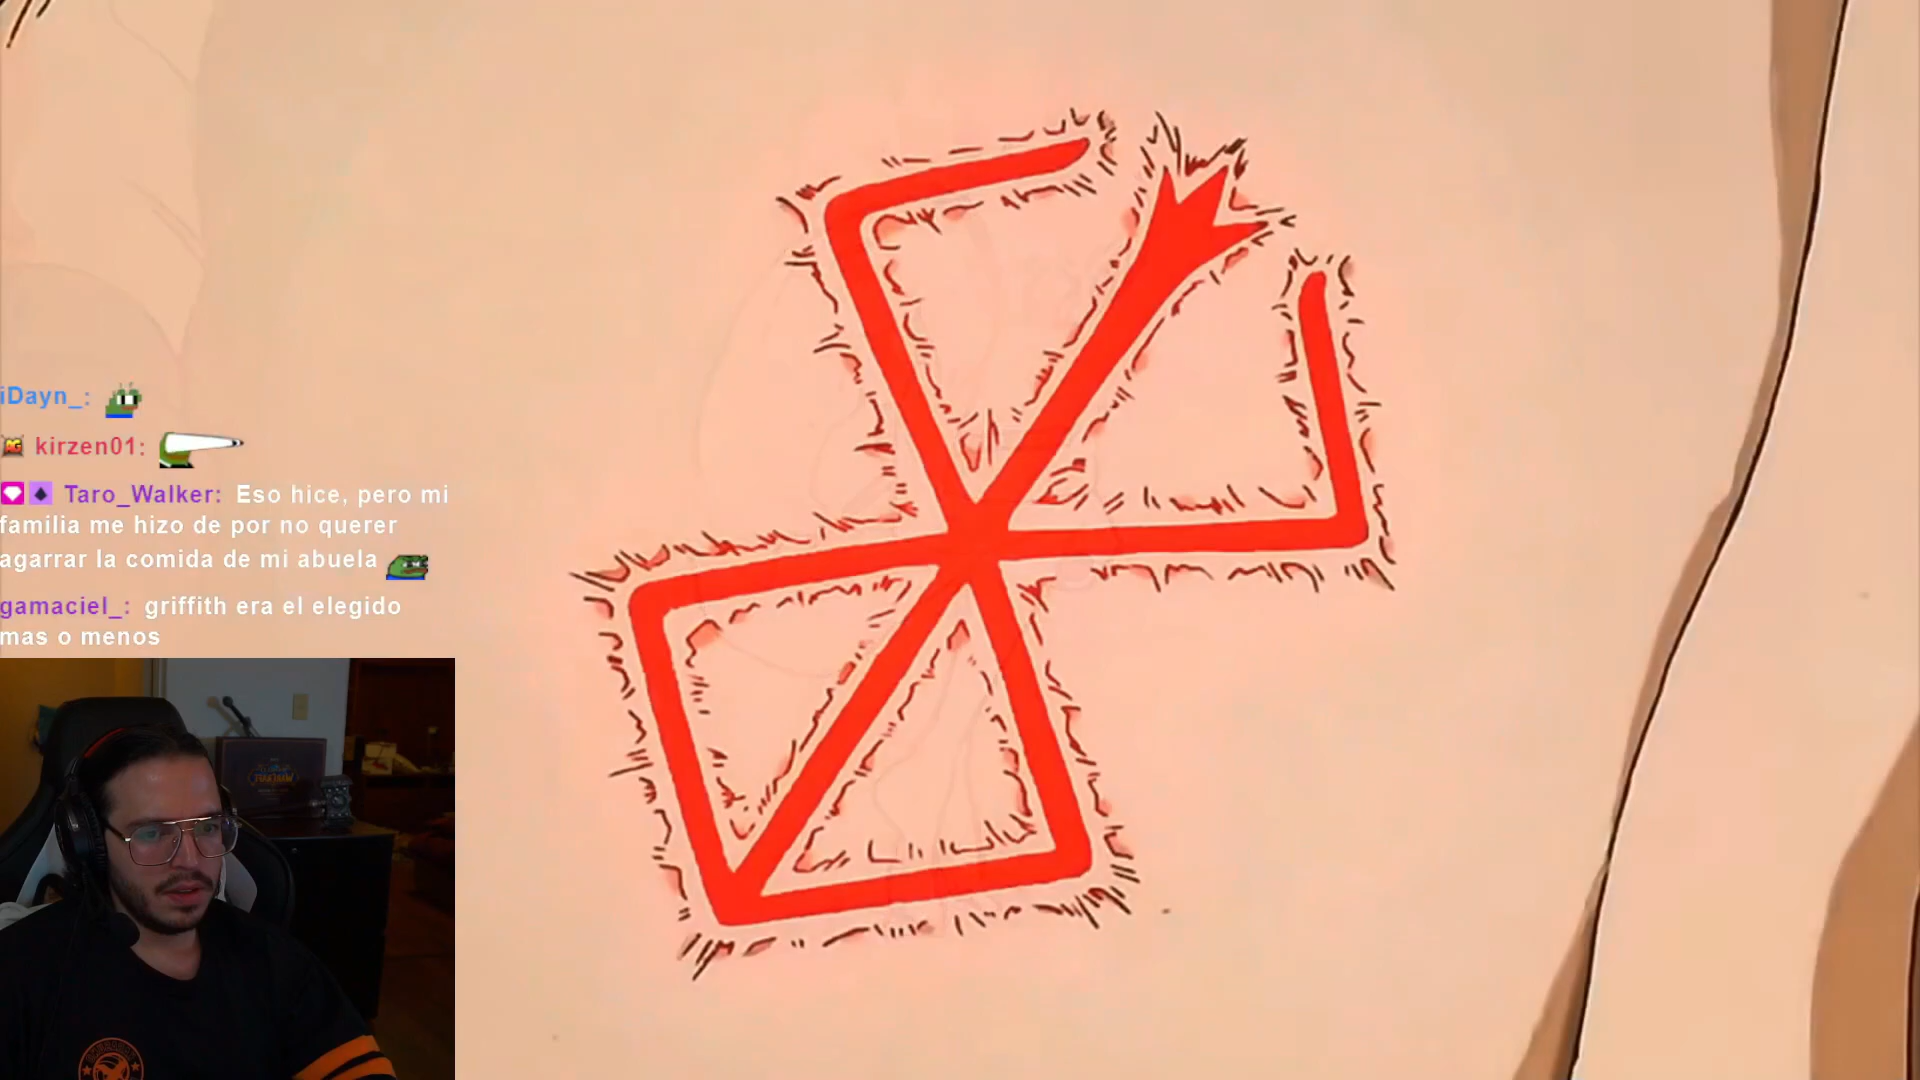 iDayn_:
kirzen01:
Taro_Walker: Eso hice, pero mi
familia me hizo de por no querer
agarrar la comida de mi abuela
gamaciel_: griffith era el elegido
mas o menos